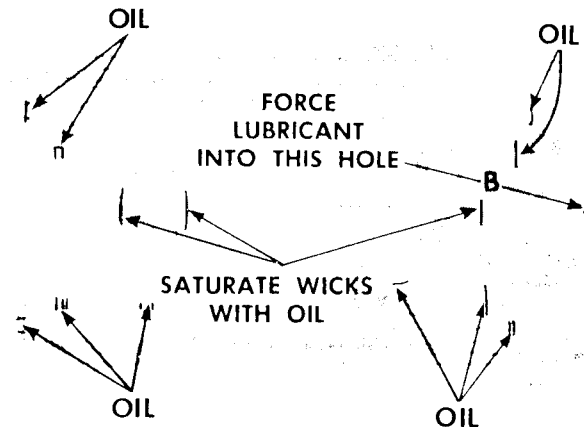 OIL
OIL
FORCE
LUBRICANT
INTO THIS HOLE
B
SATURATE WICKS
WITH OIL
OIL
OIL